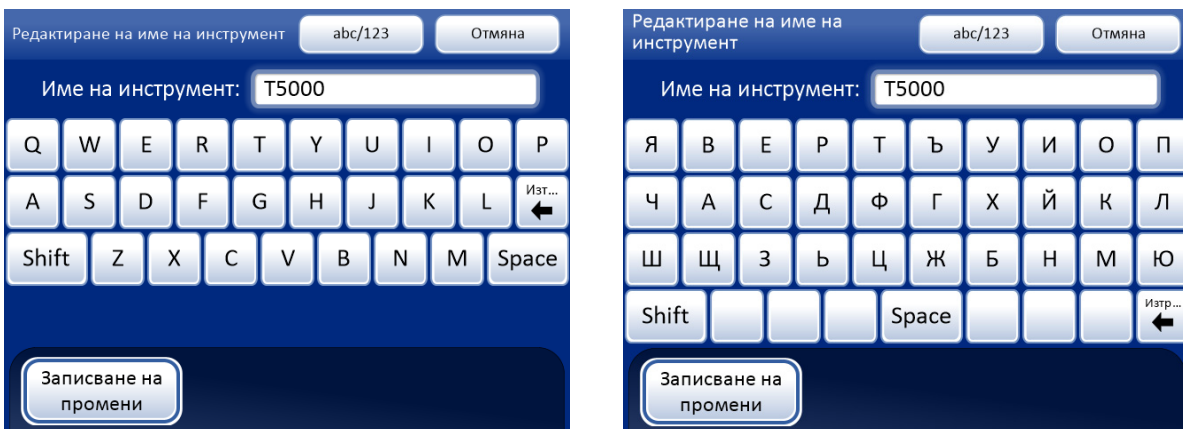 Редактиране на име на инструмент abc/123 Отмяна
Име на инструмент: T5000
Q W E R T Y U I O P
A S D F G H J K L Изт...
Shift Z X C V B N M Space
Записване на
промени
Редактиране на име на
инструмент
abc/123 Отмяна
Име на инструмент: T5000
Я В Е Р Т Ъ У И О П
Ч А С Д Ф Г Х Й К Л
Ш Щ З Ь Ц Ж Б Н М Ю
Shift Space Изтр...
Записване на
промени